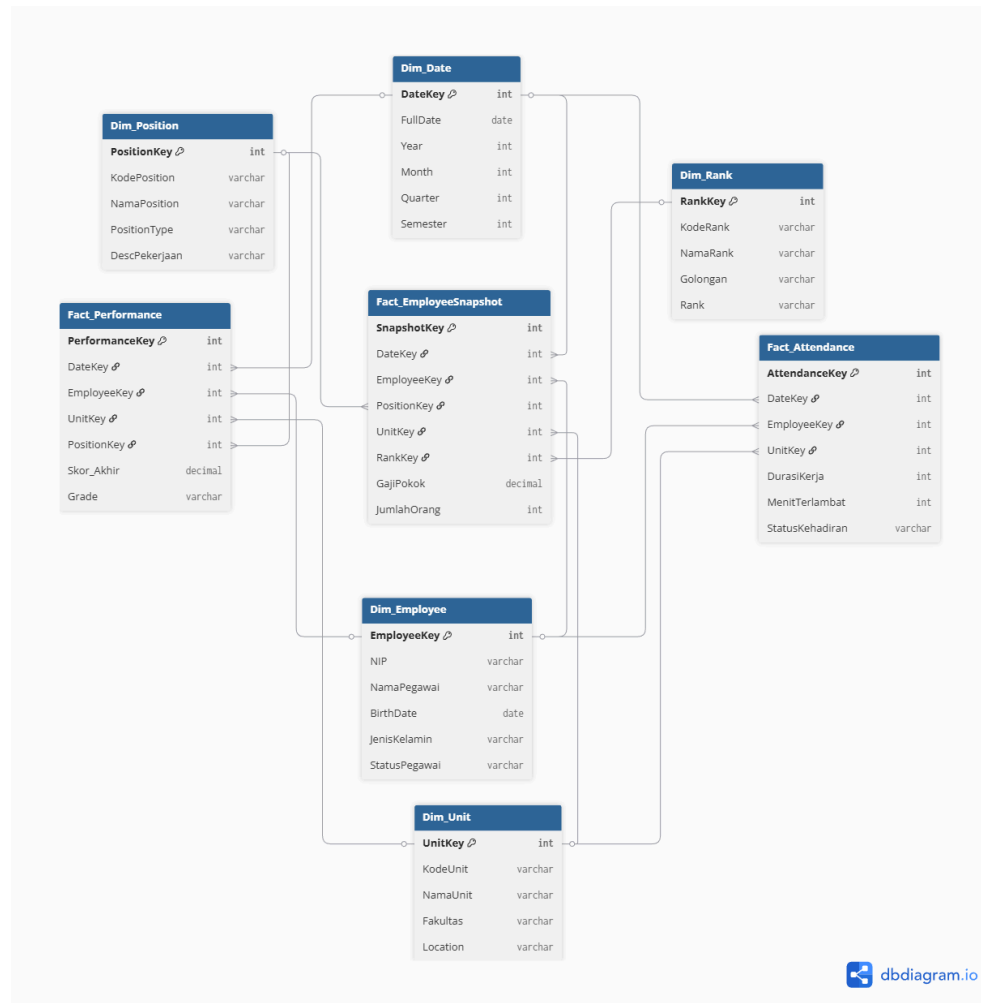 Dim_Date
DateKey int
FullDate date
Year int
Month int
Quarter int
Semester int
Dim_Position
PositionKey int
KodePosition varchar
NamaPosition varchar
PositionType varchar
DescPekerjaan varchar
Dim_Rank
RankKey int
KodeRank varchar
NamaRank varchar
Golongan varchar
Rank varchar
Fact_Performance
PerformanceKey int
DateKey int
EmployeeKey int
UnitKey int
PositionKey int
Skor_Akhir decimal
Grade varchar
Fact_EmployeeSnapshot
SnapshotKey int
DateKey int
EmployeeKey int
PositionKey int
UnitKey int
RankKey int
GajiPokok decimal
JumlahOrang int
Fact_Attendance
AttendanceKey int
DateKey int
EmployeeKey int
UnitKey int
DurasiKerja int
MenitTerlambat int
StatusKehadiran varchar
Dim_Employee
EmployeeKey int
NIP varchar
NamaPegawai varchar
BirthDate date
JenisKelamin varchar
StatusPegawai varchar
Dim_Unit
UnitKey int
KodeUnit varchar
NamaUnit varchar
Fakultas varchar
Location varchar
dbdiagram.io